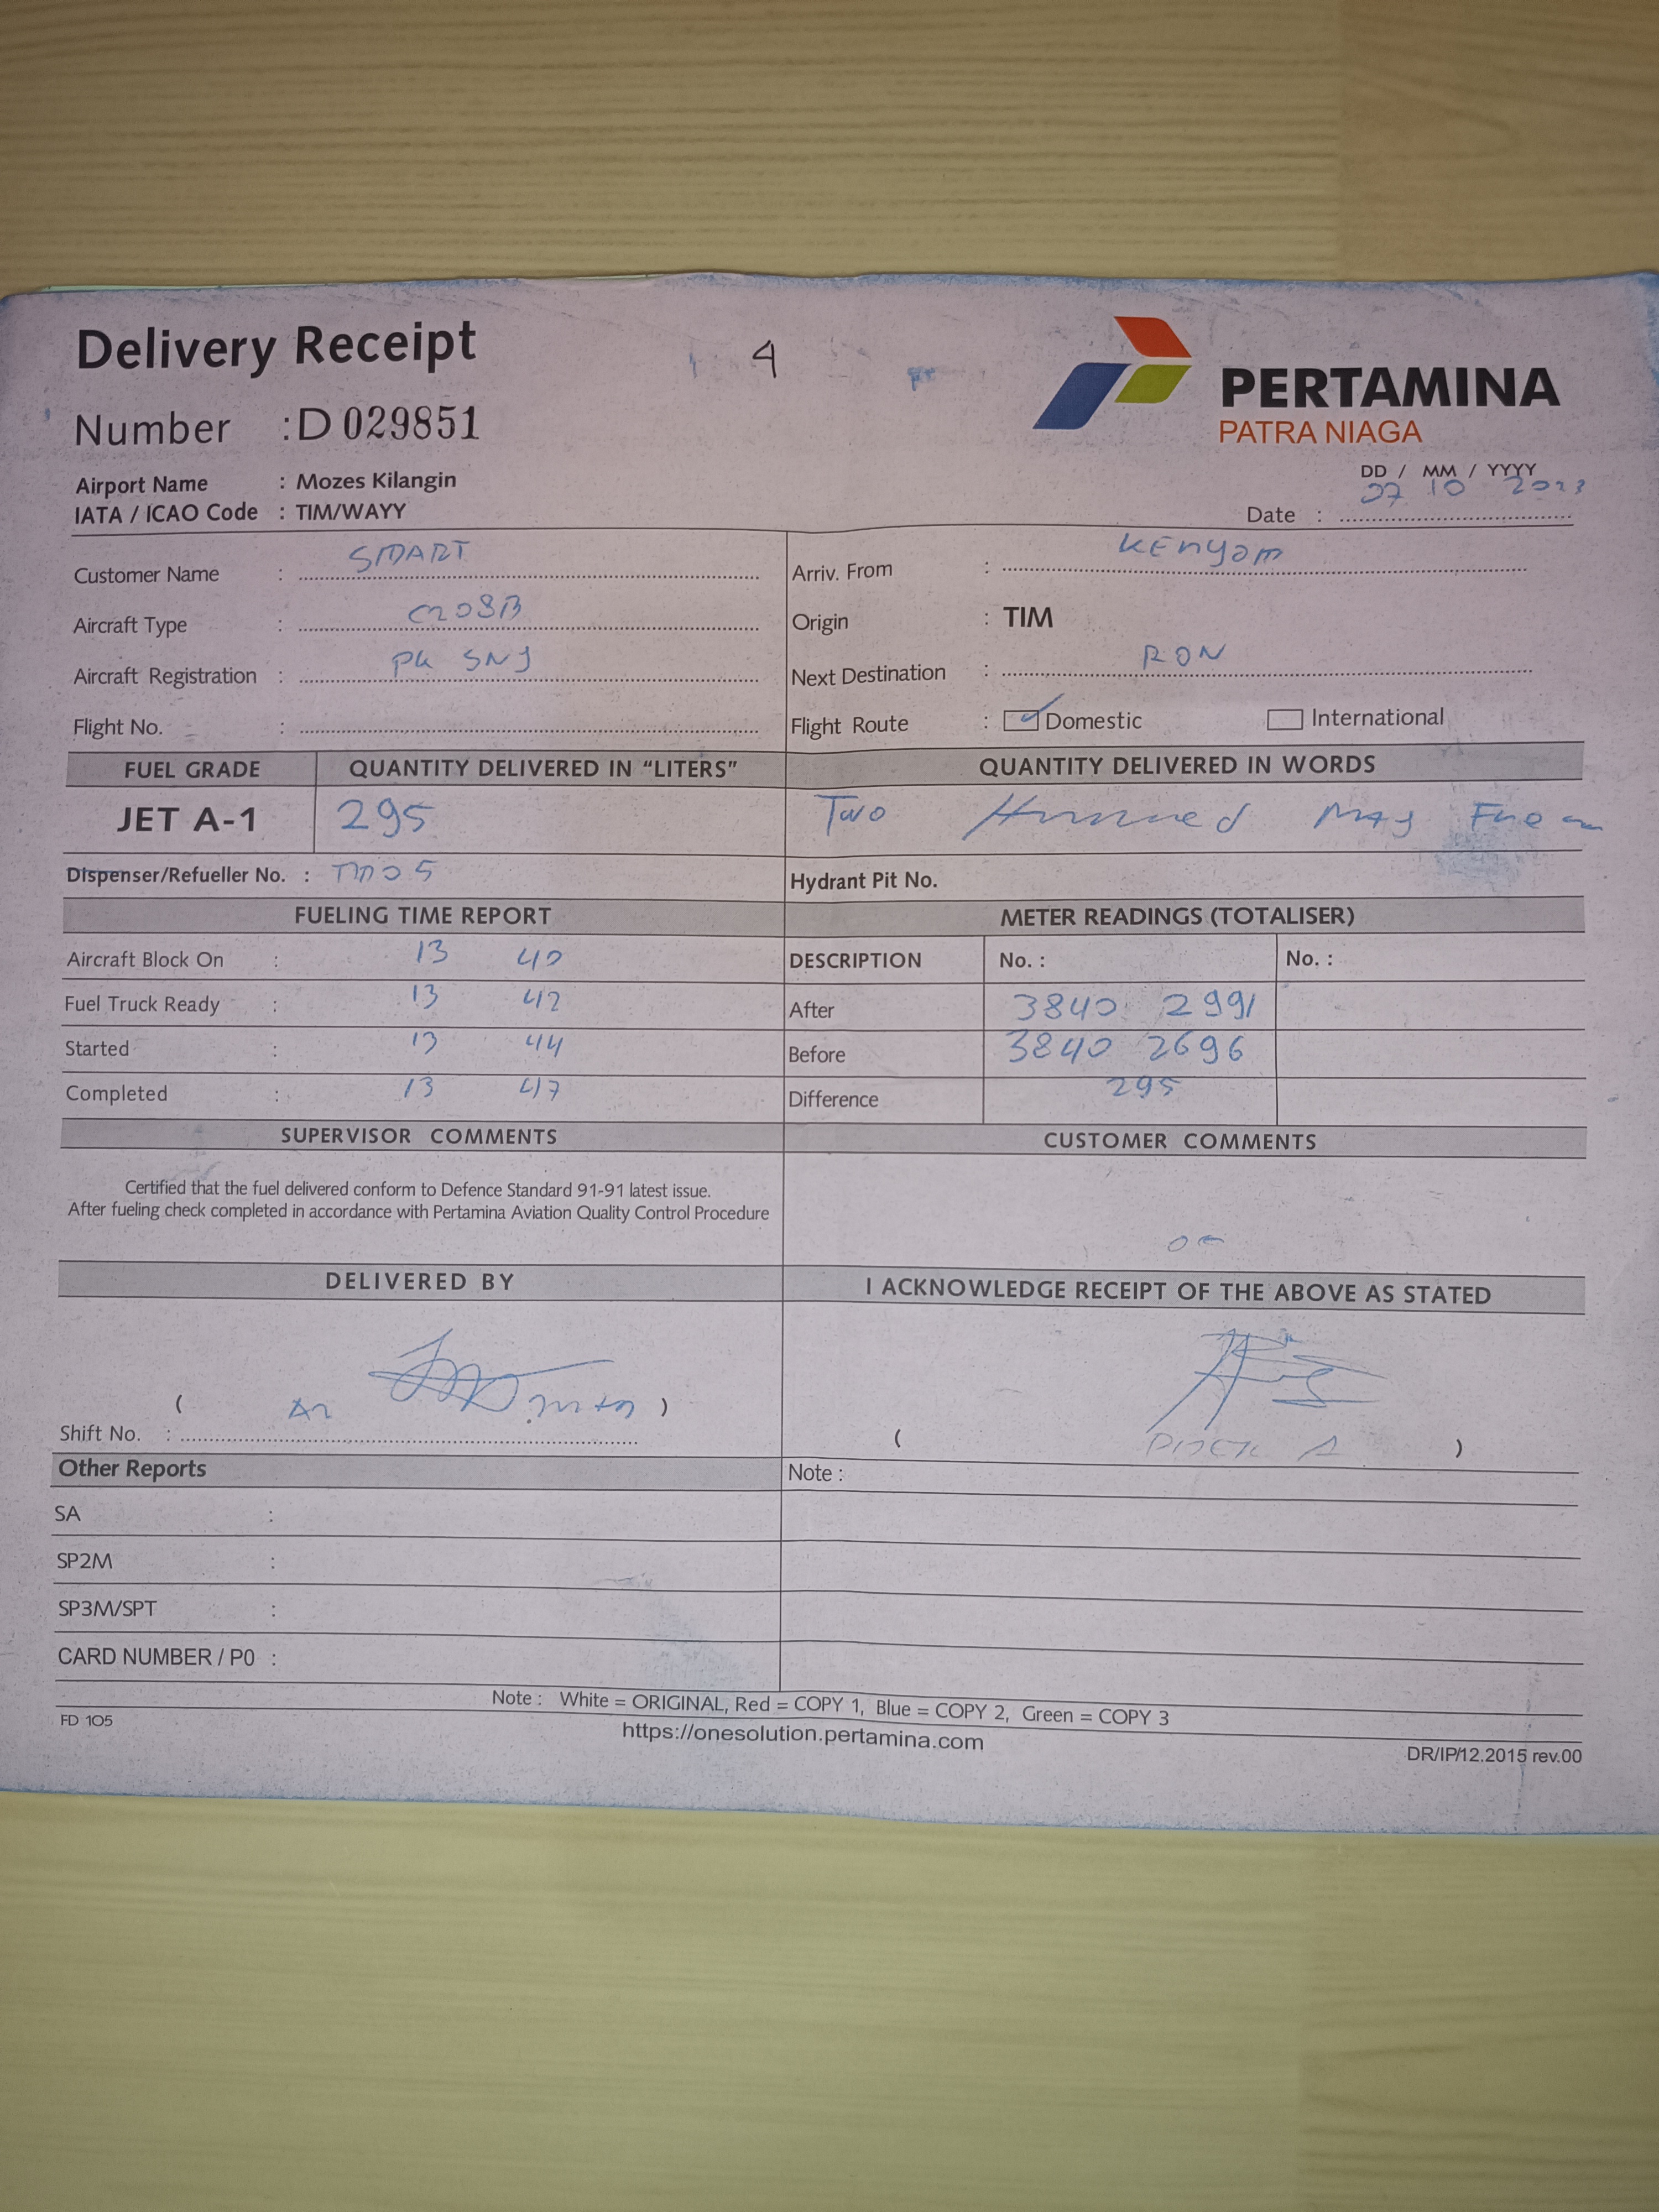 Delivery Receipt
4
PERTAMINA
PATRA NIAGA
Number : D 029851
Airport Name : Mozes Kilangin
IATA / ICAO Code : TIM/WAYY
DD / MM / YYYY
Date : 07 10 2023
Customer Name : SMART
Arriv. From : KEnyam
Aircraft Type : C208B
Origin : TIM
Aircraft Registration : PK SNJ
Next Destination : RON
Flight No. :
Flight Route : Domestic International
FUEL GRADE QUANTITY DELIVERED IN "LITERS" QUANTITY DELIVERED IN WORDS
JET A-1 295 Two
Dispenser/Refueller No. : 05
Hydrant Pit No.
FUELING TIME REPORT METER READINGS (TOTALISER)
Aircraft Block On : 13 40
DESCRIPTION No. : No. :
Fuel Truck Ready : 13 42
After 3840 2991
Started : 13 44
Before 3840 2696
Completed : 13 47
Difference 295
SUPERVISOR COMMENTS CUSTOMER COMMENTS
Certified that the fuel delivered conform to Defence Standard 91-91 latest issue.
After fueling check completed in accordance with Pertamina Aviation Quality Control Procedure
DELIVERED BY I ACKNOWLEDGE RECEIPT OF THE ABOVE AS STATED
( )
Shift No. :
( )
Other Reports Note :
SA :
SP2M :
SP3M/SPT :
CARD NUMBER / P0 :
Note : White = ORIGINAL, Red = COPY 1, Blue = COPY 2, Green = COPY 3
FD 105
https://onesolution.pertamina.com
DR/IP/12.2015 rev.00